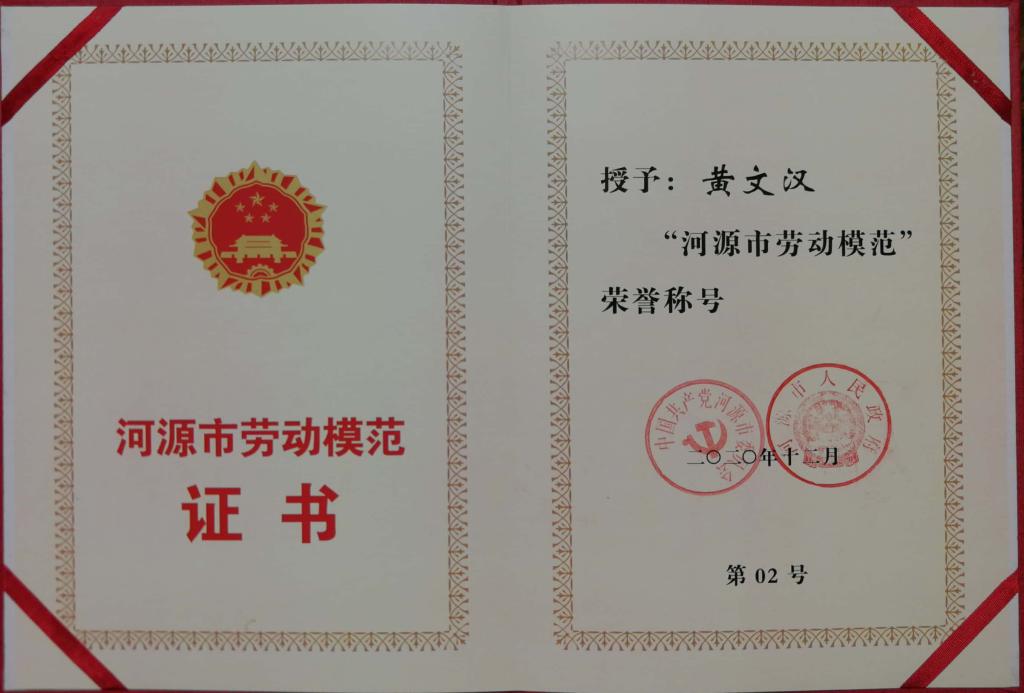 河源市劳动模范
证书
授予：黄文汉
“河源市劳动模范”
荣誉称号
中国共产党河源市委员会
河源市人民政府
二〇二〇年十二月
第 02 号